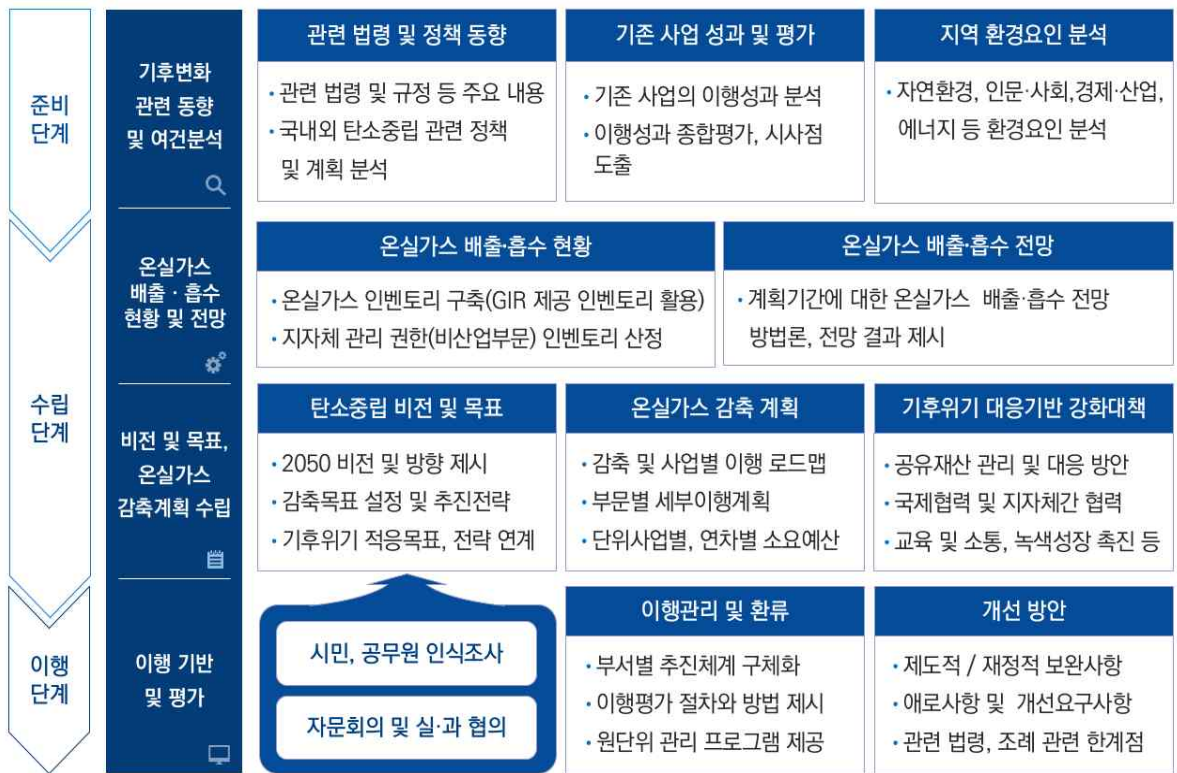 준비
단계
기후변화
관련 동향
및 여건분석
관련 법령 및 정책 동향
• 관련 법령 및 규정 등 주요 내용
• 국내외 탄소중립 관련 정책
및 계획 분석
기존 사업 성과 및 평가
• 기존 사업의 이행성과 분석
• 이행성과 종합평가, 시사점
도출
지역 환경요인 분석
• 자연환경, 인문·사회,경제·산업,
에너지 등 환경요인 분석
수립
단계
온실가스
배출 · 흡수
현황 및 전망
온실가스 배출·흡수 현황
• 온실가스 인벤토리 구축(GIR 제공 인벤토리 활용)
• 지자체 관리 권한(비산업부문) 인벤토리 산정
온실가스 배출·흡수 전망
• 계획기간에 대한 온실가스 배출·흡수 전망
방법론, 전망 결과 제시
비전 및 목표,
온실가스
감축계획 수립
탄소중립 비전 및 목표
• 2050 비전 및 방향 제시
• 감축목표 설정 및 추진전략
• 기후위기 적응목표, 전략 연계
온실가스 감축 계획
• 감축 및 사업별 이행 로드맵
• 부문별 세부이행계획
• 단위사업별, 연차별 소요예산
기후위기 대응기반 강화대책
• 공유재산 관리 및 대응 방안
• 국제협력 및 지자체간 협력
• 교육 및 소통, 녹색성장 촉진 등
이행
단계
이행 기반
및 평가
시민, 공무원 인식조사
자문회의 및 실·과 협의
이행관리 및 환류
• 부서별 추진체계 구체화
• 이행평가 절차와 방법 제시
• 원단위 관리 프로그램 제공
개선 방안
• 제도적 / 재정적 보완사항
• 애로사항 및 개선요구사항
• 관련 법령, 조례 관련 한계점